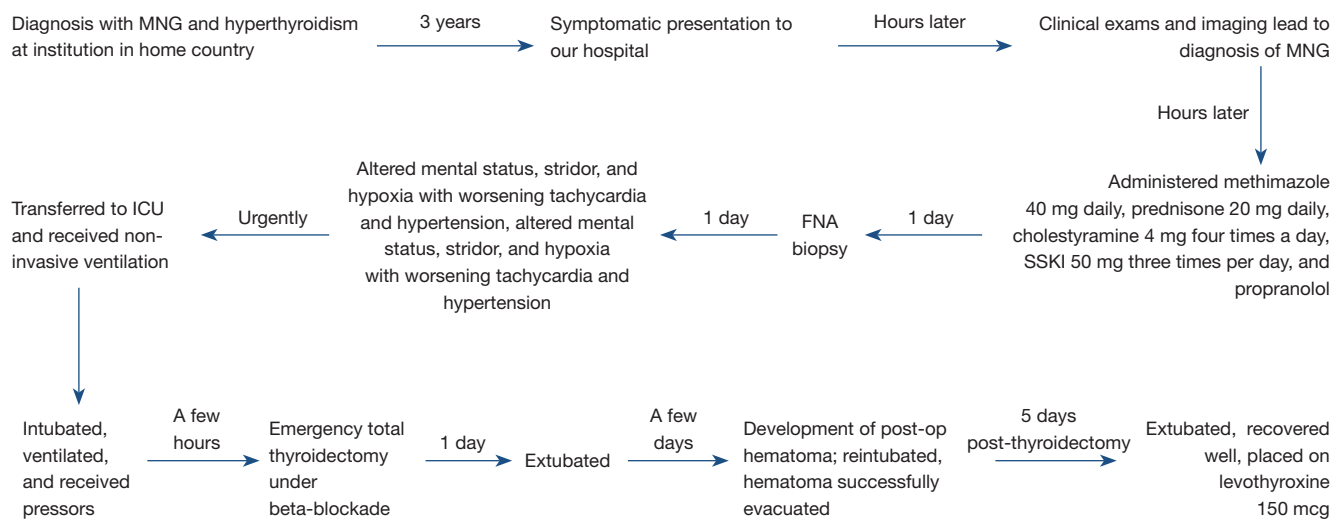 Diagnosis with MNG and hyperthyroidism
at institution in home country
3 years
Symptomatic presentation to
our hospital
Hours later
Clinical exams and imaging lead to
diagnosis of MNG
Hours later
Administered methimazole
40 mg daily, prednisone 20 mg daily,
cholestyramine 4 mg four times a day,
SSKI 50 mg three times per day, and
propranolol
1 day
FNA
biopsy
1 day
Altered mental status, stridor, and
hypoxia with worsening tachycardia
and hypertension, altered mental
status, stridor, and hypoxia
with worsening tachycardia and
hypertension
Urgently
Transferred to ICU
and received non-
invasive ventilation
Intubated,
ventilated,
and received
pressors
A few
hours
Emergency total
thyroidectomy
under
beta-blockade
1 day
Extubated
A few
days
Development of post-op
hematoma; reintubated,
hematoma successfully
evacuated
5 days
post-thyroidectomy
Extubated, recovered
well, placed on
levothyroxine
150 mcg